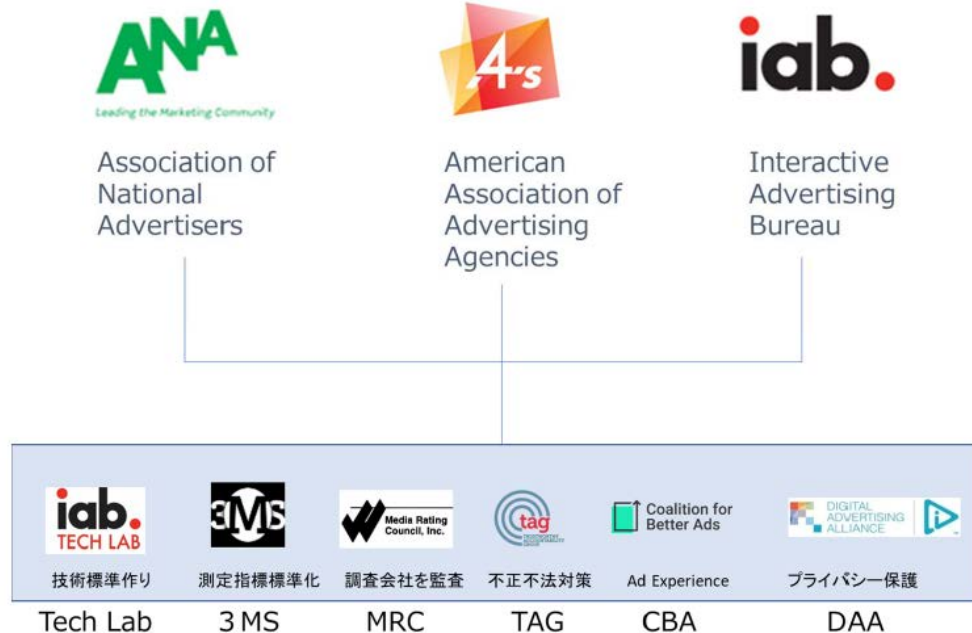 ANA
Leading the Marketing Community
4's
iab.
Association of
National
Advertisers
American
Association of
Advertising
Agencies
Interactive
Advertising
Bureau
iab.
TECH LAB
3MS
Media Rating
Council, Inc.
tag
Coalition for
Better Ads
DIGITAL
ADVERTISING
ALLIANCE
技術標準作り
測定指標標準化
調査会社を監査
不正不法対策
Ad Experience
プライバシー保護
Tech Lab
3 MS
MRC
TAG
CBA
DAA